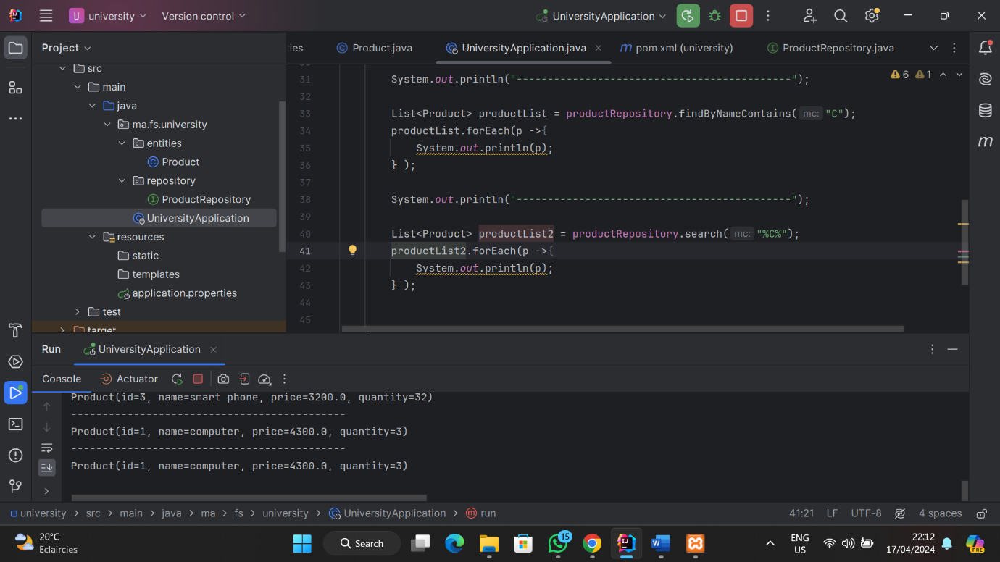 U university Version control UniversityApplication
Project ies Product.java UniversityApplication.java pom.xml (university) ProductRepository.java
src
main
java
ma.fs.university
entities
Product
repository
ProductRepository
UniversityApplication
resources
static
templates
application.properties
test
target
6 1
31 System.out.println("--------------------------------------------");
32
33 List<Product> productList = productRepository.findByNameContains( mc: "C");
34 productList.forEach(p ->{
35 System.out.println(p);
36 } );
37
38 System.out.println("--------------------------------------------");
39
40 List<Product> productList2 = productRepository.search( mc: "%C%");
41 productList2.forEach(p ->{
42 System.out.println(p);
43 } );
44
45
Run UniversityApplication
Console Actuator
Product(id=3, name=smart phone, price=3200.0, quantity=32)
--------------------------------------------
Product(id=1, name=computer, price=4300.0, quantity=3)
--------------------------------------------
Product(id=1, name=computer, price=4300.0, quantity=3)
university > src > main > java > ma > fs > university > UniversityApplication > run 41:21 LF UTF-8 4 spaces
20°C
Eclaircies
Search
15
ENG
US
22:12
17/04/2024
PRE